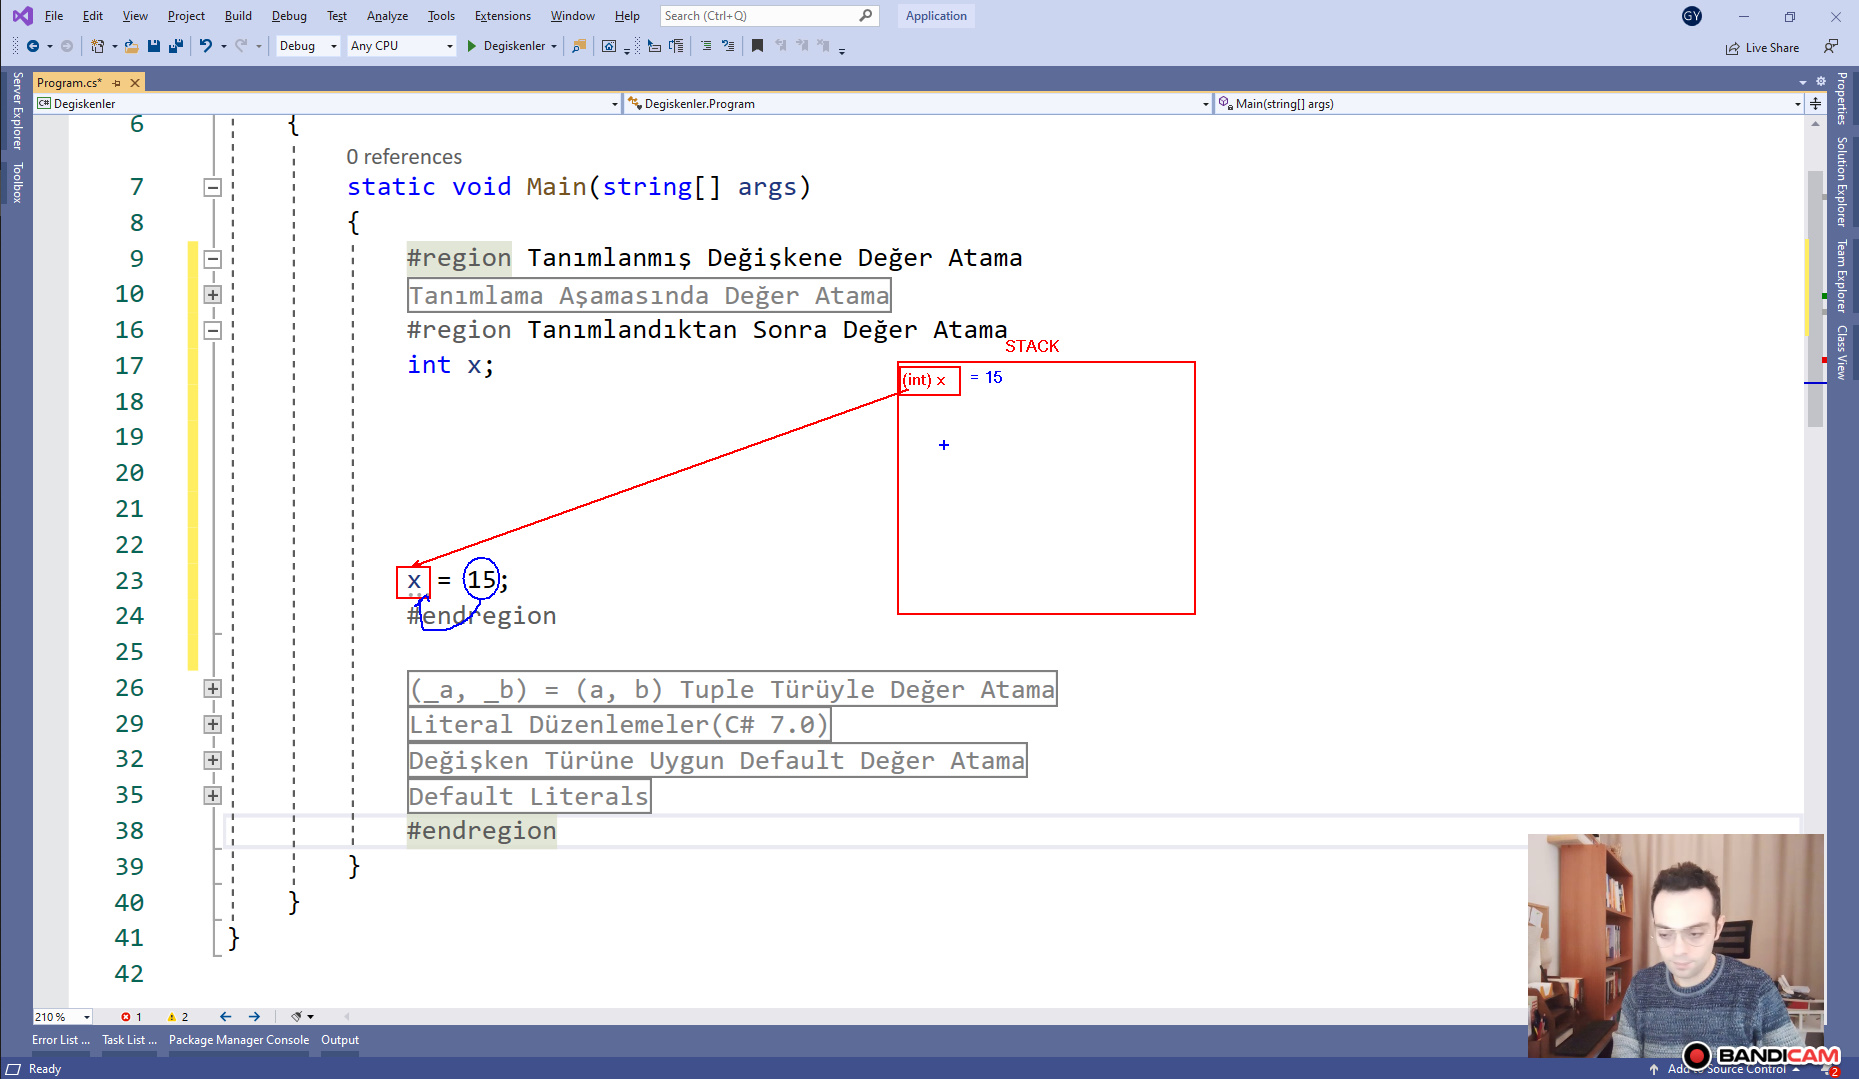 File Edit View Project Build Debug Test Analyze Tools Extensions Window Help Search (Ctrl+Q) Application GY
Debug Any CPU Degiskenler Live Share
Program.cs*
C# Degiskenler Degiskenler.Program Main(string[] args)
Server Explorer
Toolbox
Properties
Solution Explorer
Team Explorer
Class View
6 {
0 references
7 static void Main(string[] args)
8 {
9 #region Tanımlanmış Değişkene Değer Atama
10 Tanımlama Aşamasında Değer Atama
16 #region Tanımlandıktan Sonra Değer Atama
STACK
17 int x;
(int) x = 15
18
19
20
21
22
23 x = 15;
24 #endregion
25
26 (_a, _b) = (a, b) Tuple Türüyle Değer Atama
29 Literal Düzenlemeler(C# 7.0)
32 Değişken Türüne Uygun Default Değer Atama
35 Default Literals
38 #endregion
39 }
40 }
41 }
42
210 % 1 2
Error List ... Task List ... Package Manager Console Output
Ready Add to Source Control 2
BANDICAM